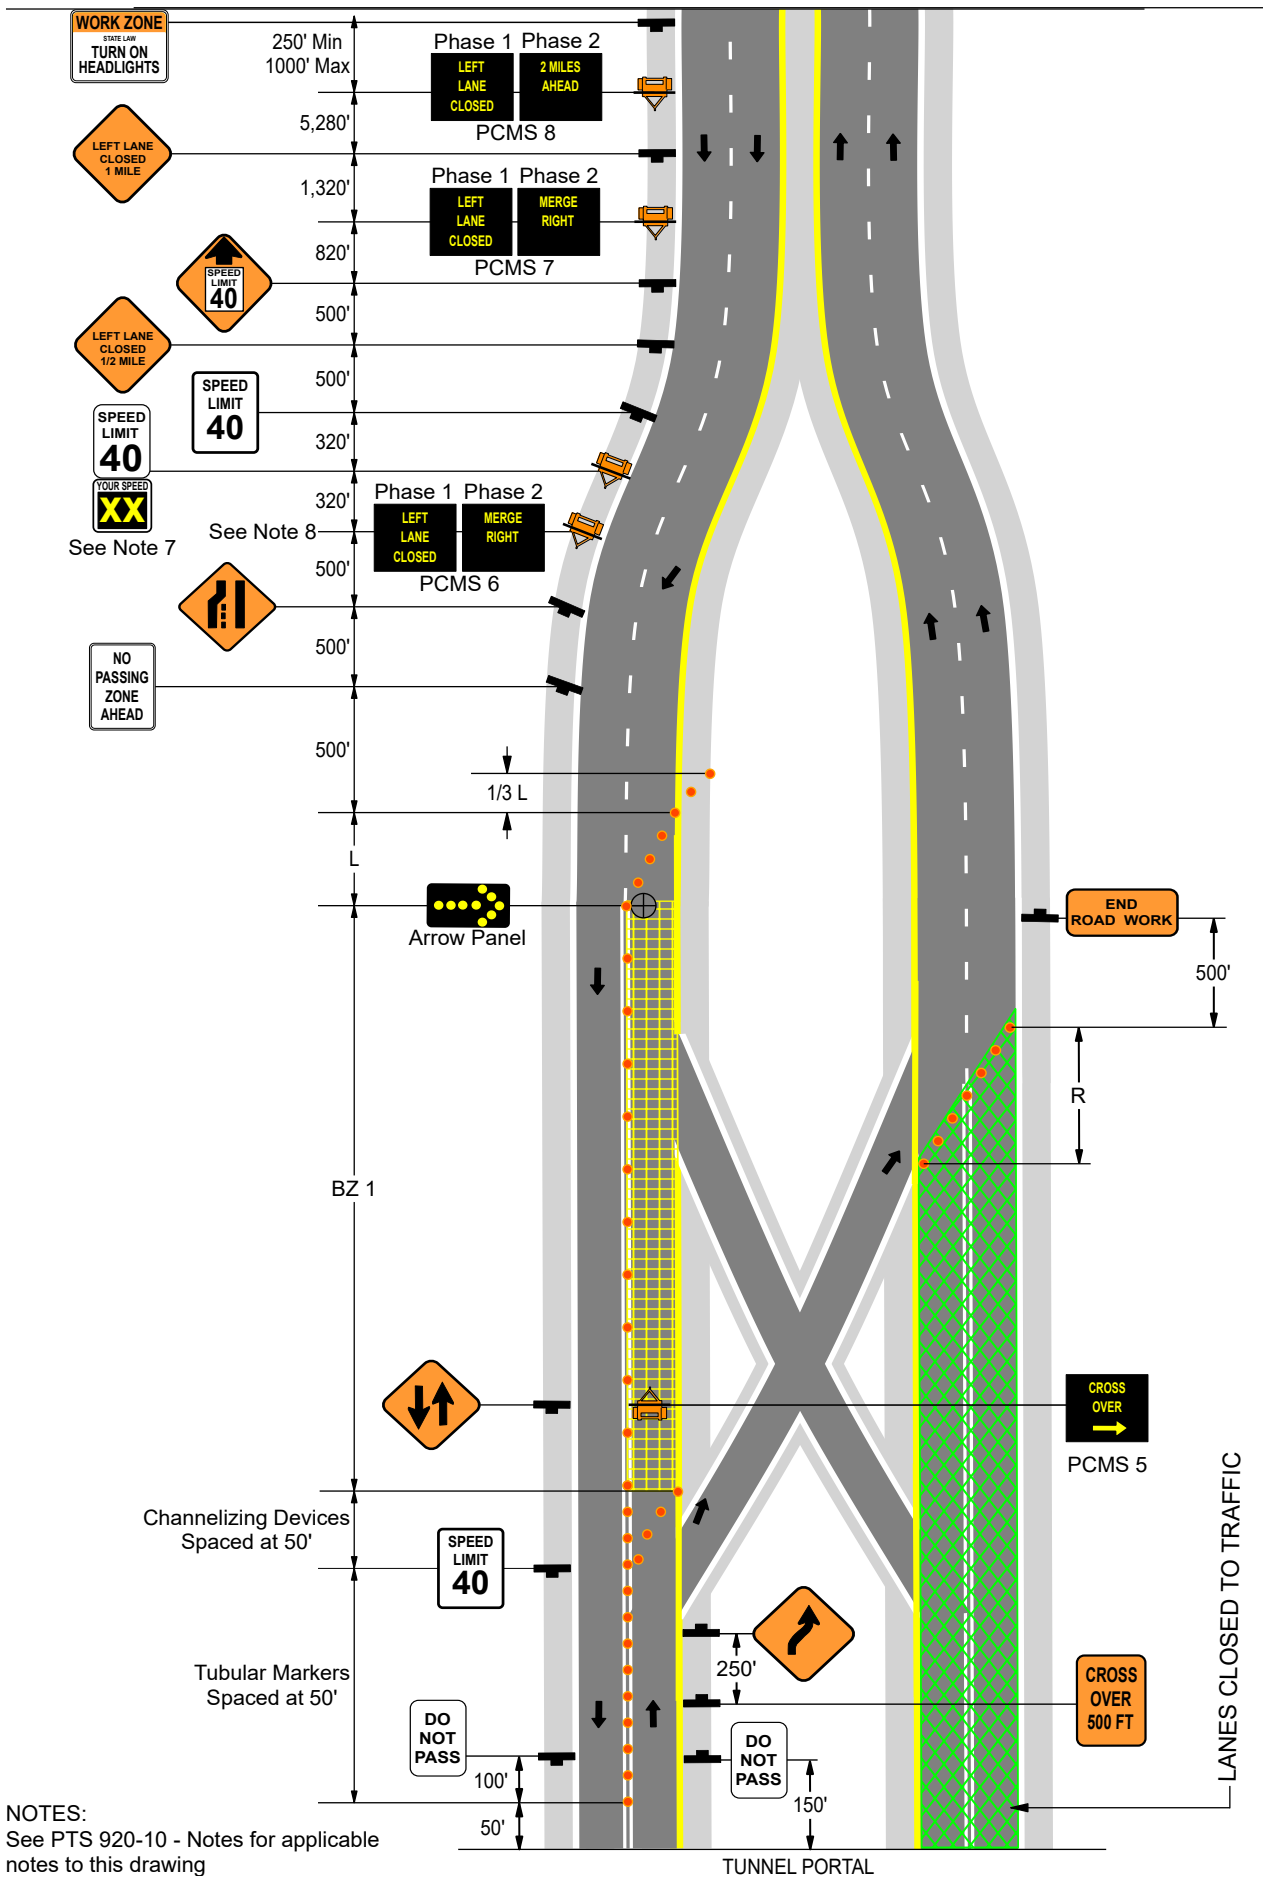 WORK ZONE
STATE LAW
TURN ON
HEADLIGHTS
250' Min
1000' Max
Phase 1 Phase 2
LEFT
LANE
CLOSED
2 MILES
AHEAD
PCMS 8
5,280'
LEFT LANE
CLOSED
1 MILE
1,320'
Phase 1 Phase 2
LEFT
LANE
CLOSED
MERGE
RIGHT
PCMS 7
820'
SPEED
LIMIT
40
500'
LEFT LANE
CLOSED
1/2 MILE
500'
SPEED
LIMIT
40
SPEED
LIMIT
40
YOUR SPEED
XX
See Note 7
320'
320'
See Note 8
Phase 1 Phase 2
LEFT
LANE
CLOSED
MERGE
RIGHT
PCMS 6
500'
500'
NO
PASSING
ZONE
AHEAD
500'
1/3 L
L
Arrow Panel
END
ROAD WORK
500'
R
BZ 1
CROSS
OVER
PCMS 5
Channelizing Devices
Spaced at 50'
SPEED
LIMIT
40
250'
Tubular Markers
Spaced at 50'
CROSS
OVER
500 FT
LANES CLOSED TO TRAFFIC
DO
NOT
PASS
DO
NOT
PASS
100'
150'
50'
NOTES:
See PTS 920-10 - Notes for applicable
notes to this drawing
TUNNEL PORTAL